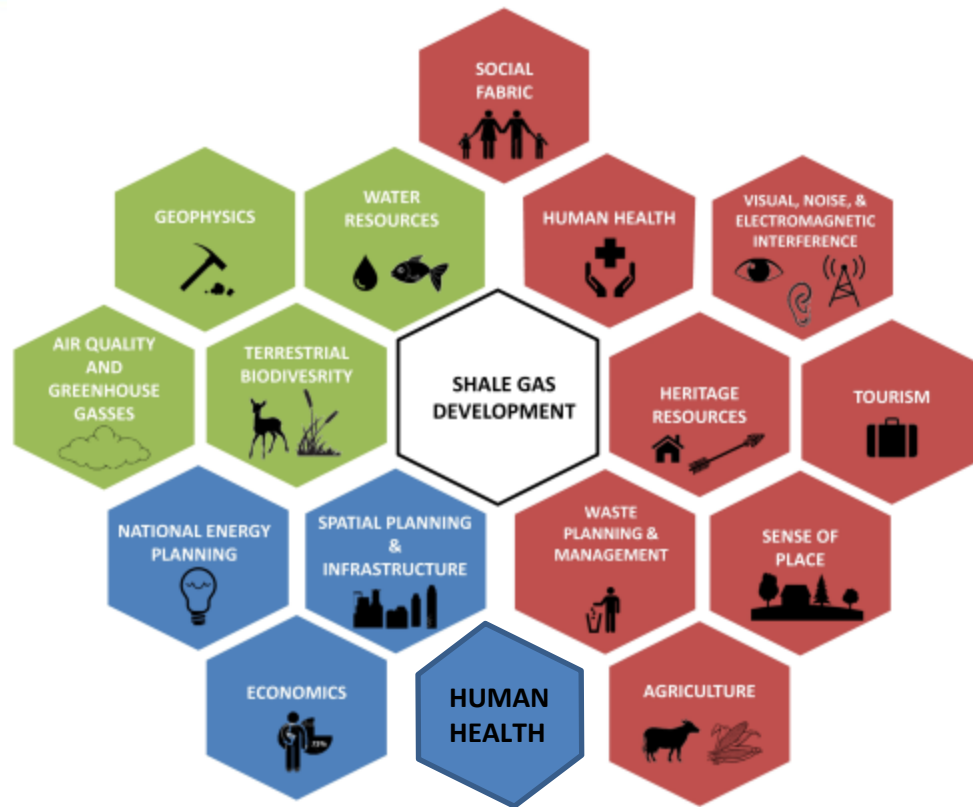 SOCIAL
FABRIC
GEOPHYSICS
WATER
RESOURCES
HUMAN HEALTH
VISUAL, NOISE, &
ELECTROMAGNETIC
INTERFERENCE
AIR QUALITY
AND
GREENHOUSE
GASSES
TERRESTRIAL
BIODIVESRITY
SHALE GAS
DEVELOPMENT
HERITAGE
RESOURCES
TOURISM
NATIONAL ENERGY
PLANNING
SPATIAL PLANNING
&
INFRASTRUCTURE
WASTE
PLANNING &
MANAGEMENT
SENSE OF
PLACE
ECONOMICS
73%
HUMAN
HEALTH
AGRICULTURE